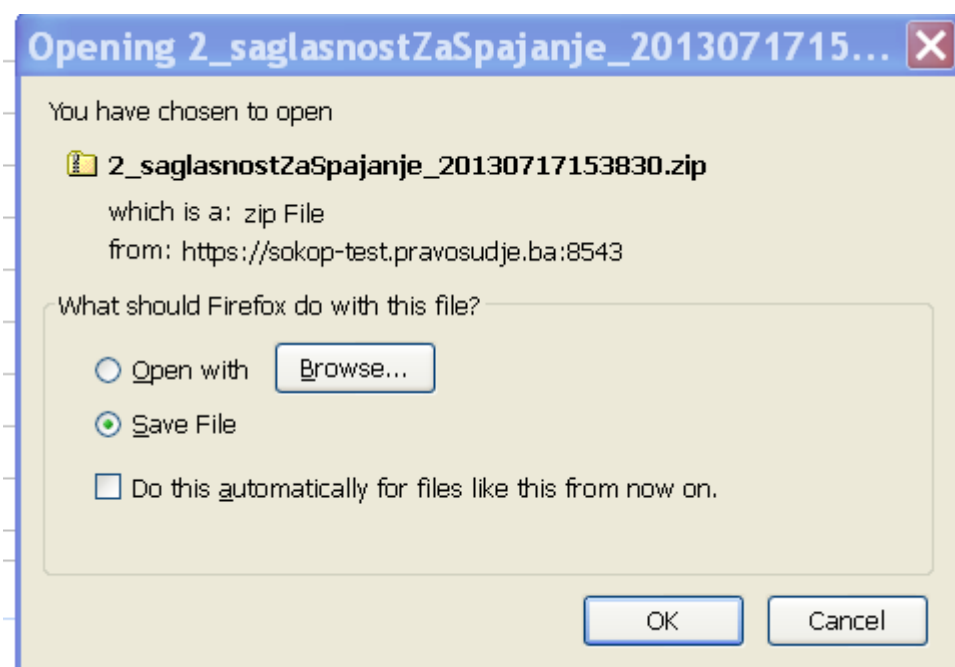 Opening 2_saglasnostZaSpajanje_2013071715...
You have chosen to open
2_saglasnostZaSpajanje_20130717153830.zip
which is a: zip File
from: https://sokop-test.pravosudje.ba:8543
What should Firefox do with this file?
Open with Browse...
Save File
Do this automatically for files like this from now on.
OK Cancel